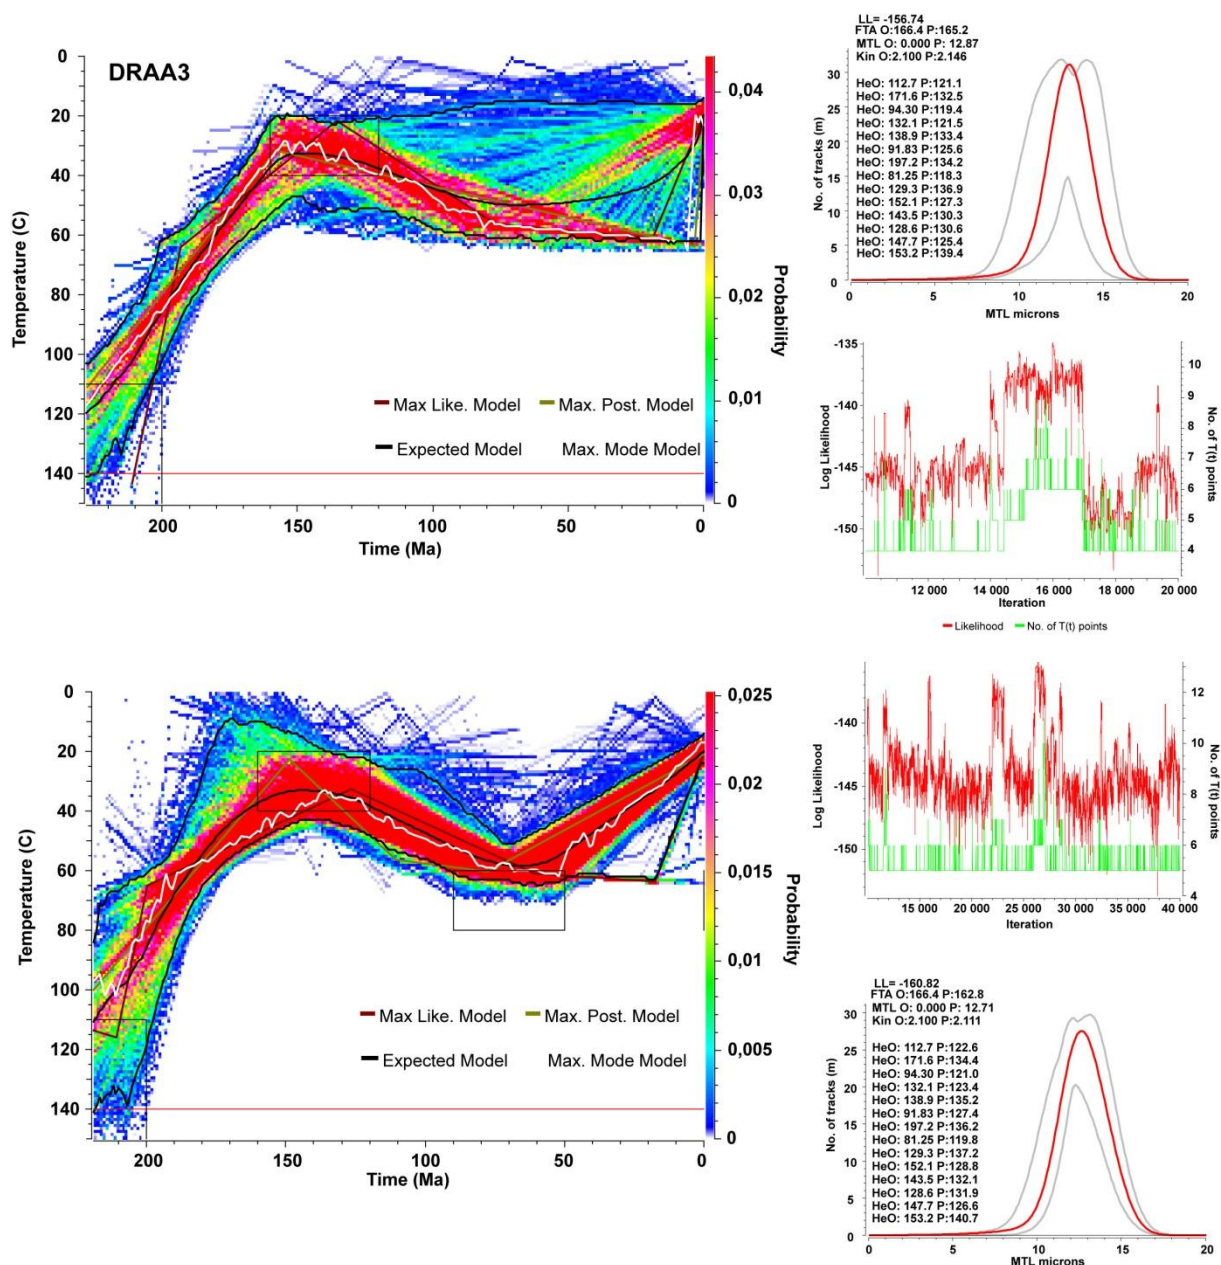 DRAA3
0
20
40
60
80
100
120
140
Temperature (C)
200
150
100
50
0
Time (Ma)
Max Like. Model
Max. Post. Model
Expected Model
Max. Mode Model
0,04
0,03
0,02
0,01
0
Probability
LL= -156.74
FTA O:166.4 P:165.2
MTL O: 0.000 P: 12.87
Kin O:2.100 P:2.146
HeO: 112.7 P:121.1
HeO: 171.6 P:132.5
HeO: 94.30 P:119.4
HeO: 132.1 P:121.5
HeO: 138.9 P:133.4
HeO: 91.83 P:125.6
HeO: 197.2 P:134.2
HeO: 81.25 P:118.3
HeO: 129.3 P:136.9
HeO: 152.1 P:127.3
HeO: 143.5 P:130.3
HeO: 128.6 P:130.6
HeO: 147.7 P:125.4
HeO: 153.2 P:139.4
30
25
20
15
10
5
0
No. of tracks (m)
0 5 10 15 20
MTL microns
-135
-140
-145
-150
Log Likelihood
10
9
8
7
6
5
4
No. of T(t) points
12 000 14 000 16 000 18 000 20 000
Iteration
Likelihood No. of T(t) points
0
20
40
60
80
100
120
140
Temperature (C)
200
150
100
50
0
Time (Ma)
Max Like. Model
Max. Post. Model
Expected Model
Max. Mode Model
0,025
0,02
0,015
0,01
0,005
0
Probability
-140
-145
-150
Log Likelihood
12
10
8
6
4
No. of T(t) points
15 000 20 000 25 000 30 000 35 000 40 000
Iteration
LL= -160.82
FTA O:166.4 P:162.8
MTL O: 0.000 P: 12.71
Kin O:2.100 P:2.111
HeO: 112.7 P:122.6
HeO: 171.6 P:134.4
HeO: 94.30 P:121.0
HeO: 132.1 P:123.4
HeO: 138.9 P:135.2
HeO: 91.83 P:127.4
HeO: 197.2 P:136.2
HeO: 81.25 P:119.8
HeO: 129.3 P:137.2
HeO: 152.1 P:128.8
HeO: 143.5 P:132.1
HeO: 128.6 P:131.9
HeO: 147.7 P:126.6
HeO: 153.2 P:140.7
30
25
20
15
10
5
0
No. of tracks (m)
0 5 10 15 20
MTL microns